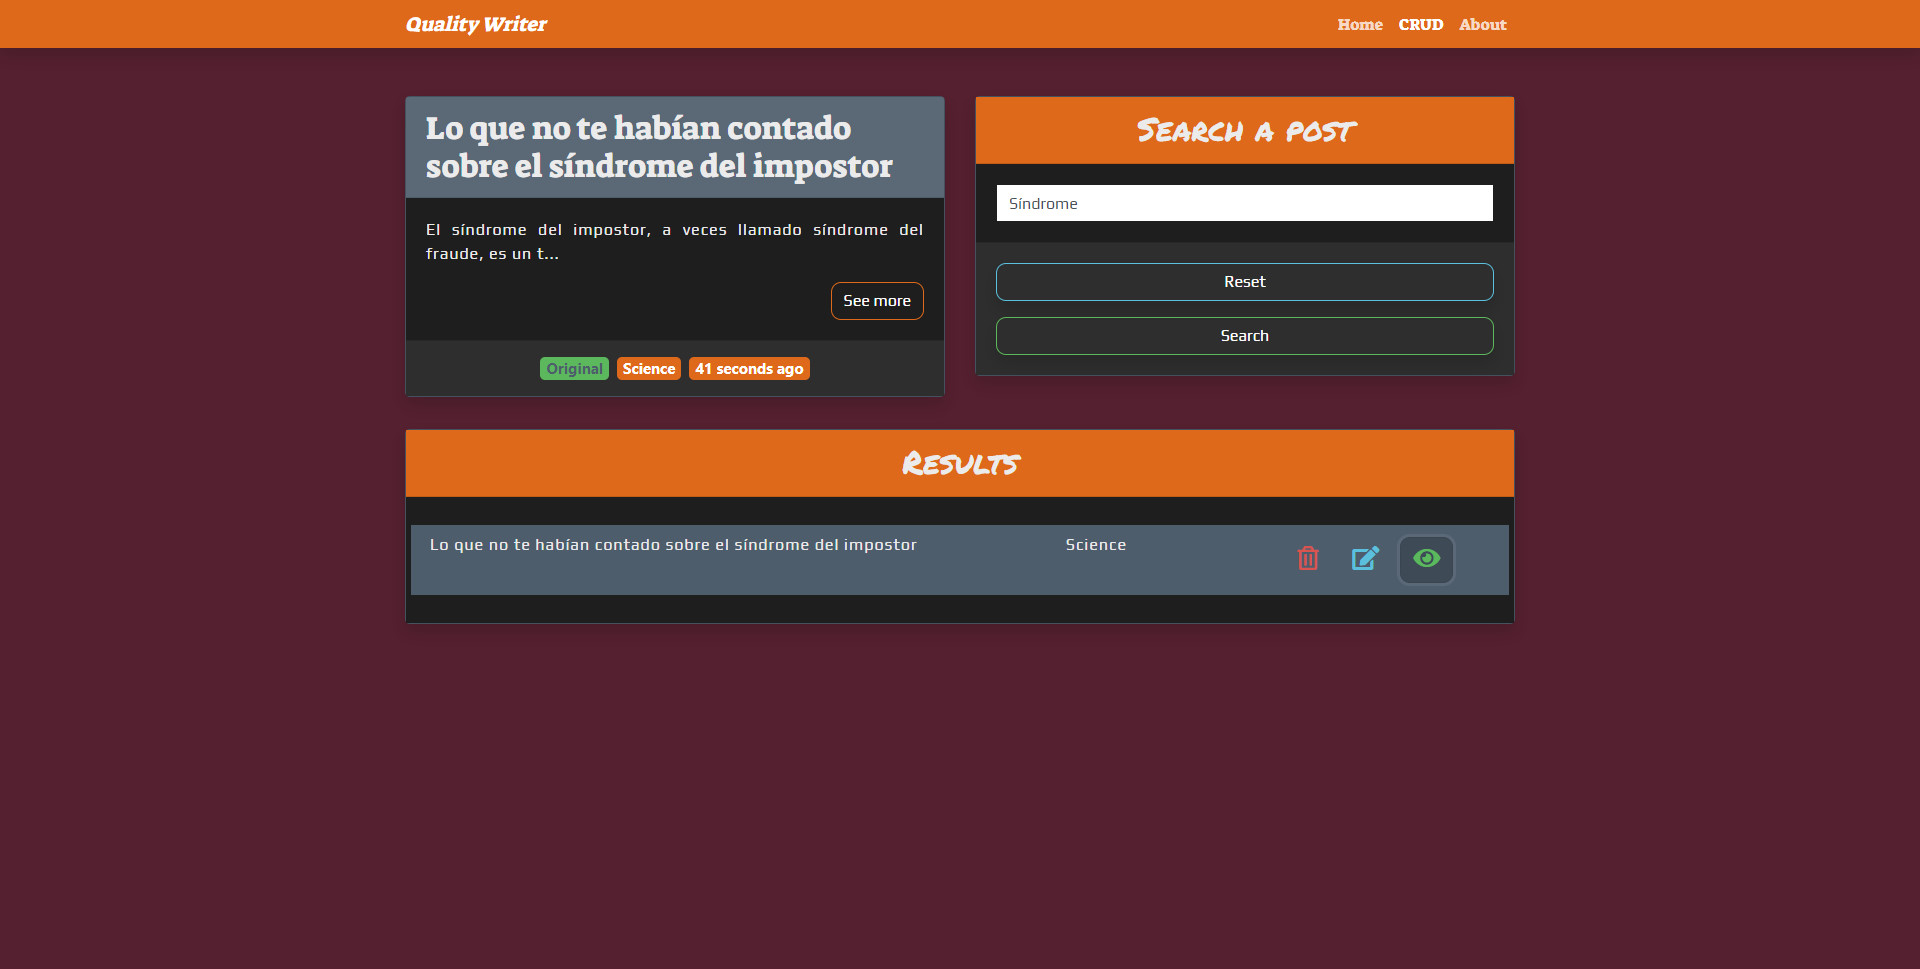 Quality Writer
Home CRUD About
Lo que no te habían contado
sobre el síndrome del impostor
El síndrome del impostor, a veces llamado síndrome del
fraude, es un t...
See more
Original Science 41 seconds ago
Search a post
Síndrome
Reset
Search
Results
Lo que no te habían contado sobre el síndrome del impostor Science